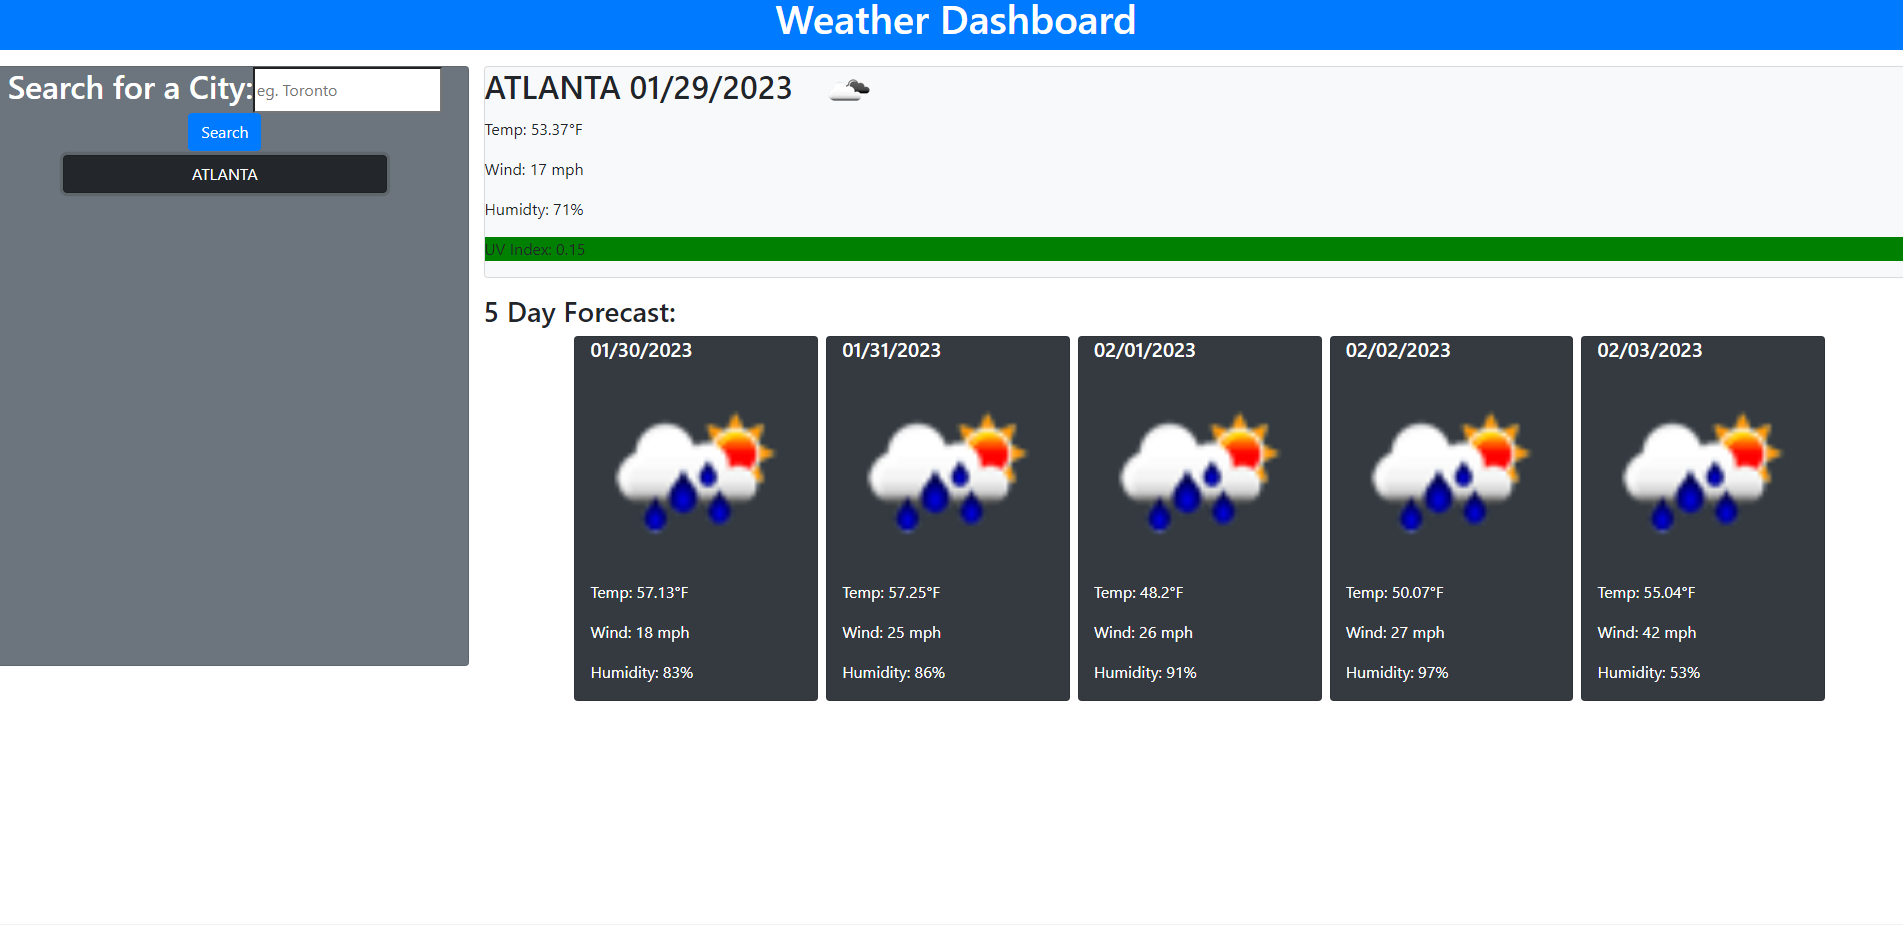 Weather Dashboard
Search for a City: eg. Toronto
Search
ATLANTA
ATLANTA 01/29/2023
Temp: 53.37°F
Wind: 17 mph
Humidty: 71%
UV Index: 0.15
5 Day Forecast:
01/30/2023
Temp: 57.13°F
Wind: 18 mph
Humidity: 83%
01/31/2023
Temp: 57.25°F
Wind: 25 mph
Humidity: 86%
02/01/2023
Temp: 48.2°F
Wind: 26 mph
Humidity: 91%
02/02/2023
Temp: 50.07°F
Wind: 27 mph
Humidity: 97%
02/03/2023
Temp: 55.04°F
Wind: 42 mph
Humidity: 53%